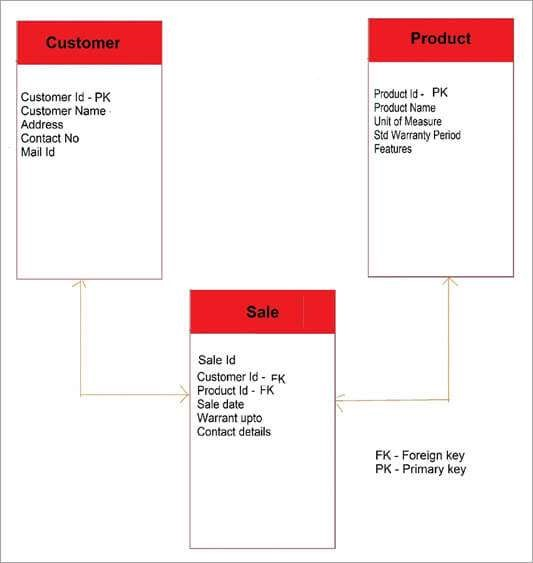 Customer
Customer Id - PK
Customer Name
Address
Contact No
Mail Id
Product
Product Id - PK
Product Name
Unit of Measure
Std Warranty Period
Features
Sale
Sale Id
Customer Id - FK
Product Id - FK
Sale date
Warrant upto
Contact details
FK - Foreign key
PK - Primary key